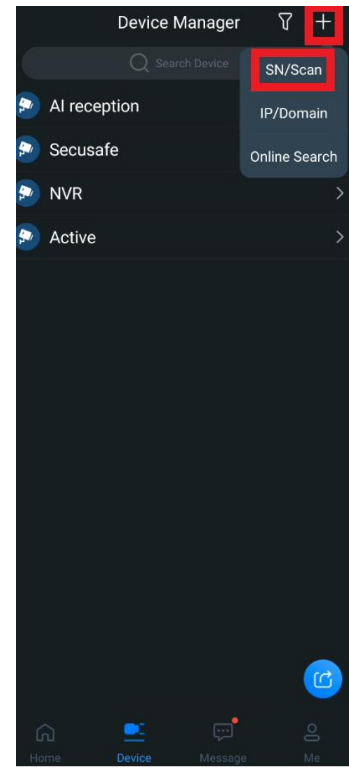 Device Manager
Search Device
SN/Scan
IP/Domain
Online Search
AI reception
Secusafe
NVR
Active
Home
Device
Message
Me